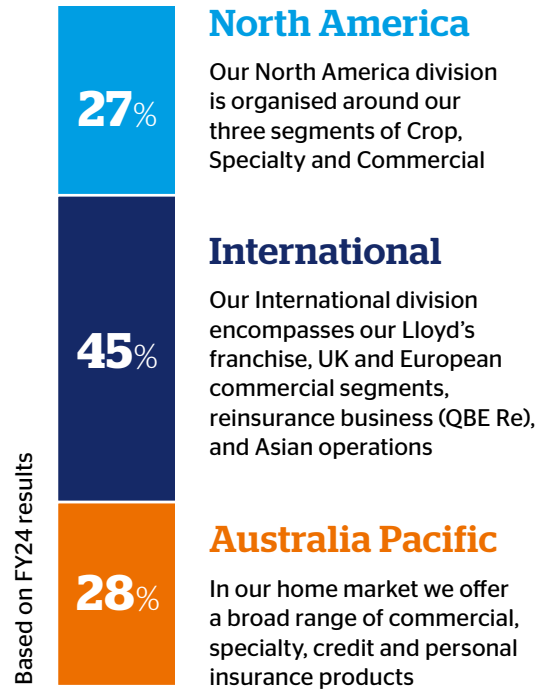 North America
27%
Our North America division
is organised around our
three segments of Crop,
Specialty and Commercial
International
45%
Our International division
encompasses our Lloyd’s
franchise, UK and European
commercial segments,
reinsurance business (QBE Re),
and Asian operations
Australia Pacific
28%
In our home market we offer
a broad range of commercial,
specialty, credit and personal
insurance products
Based on FY24 results